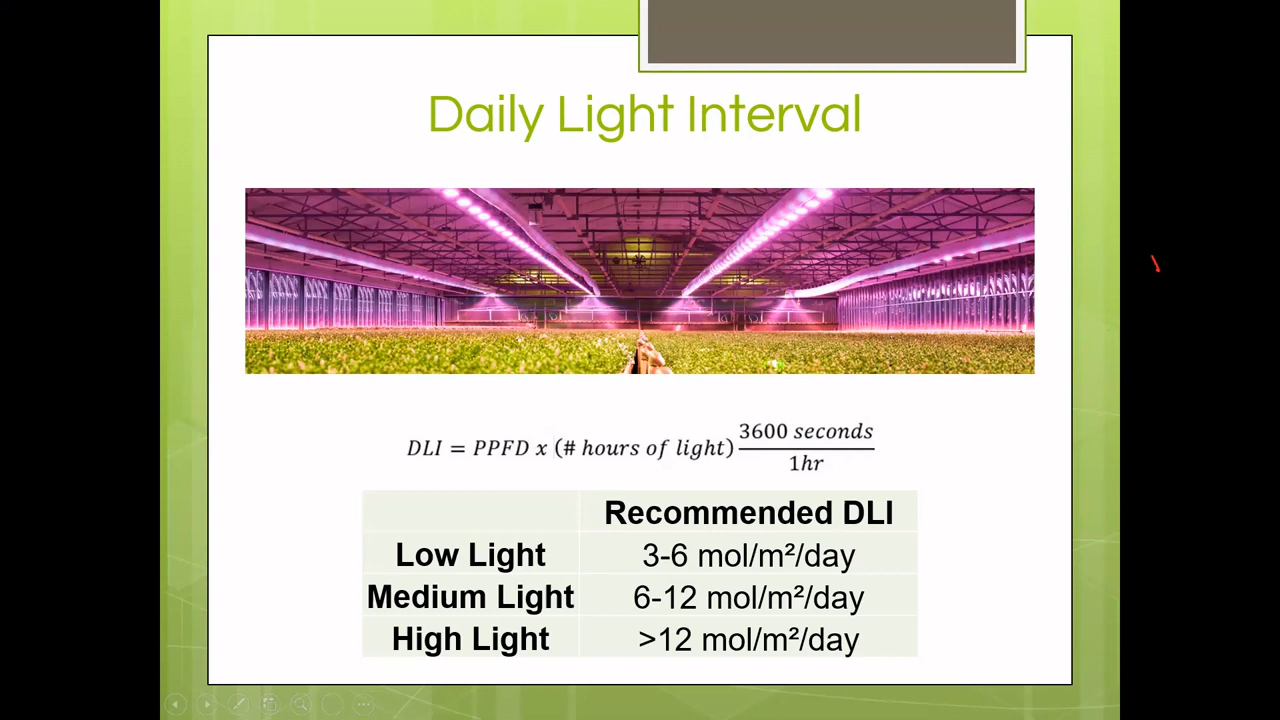 Daily Light Interval
DLI = PPFD x (# hours of light) 3600 seconds / 1hr
Recommended DLI
Low Light 3-6 mol/m²/day
Medium Light 6-12 mol/m²/day
High Light >12 mol/m²/day